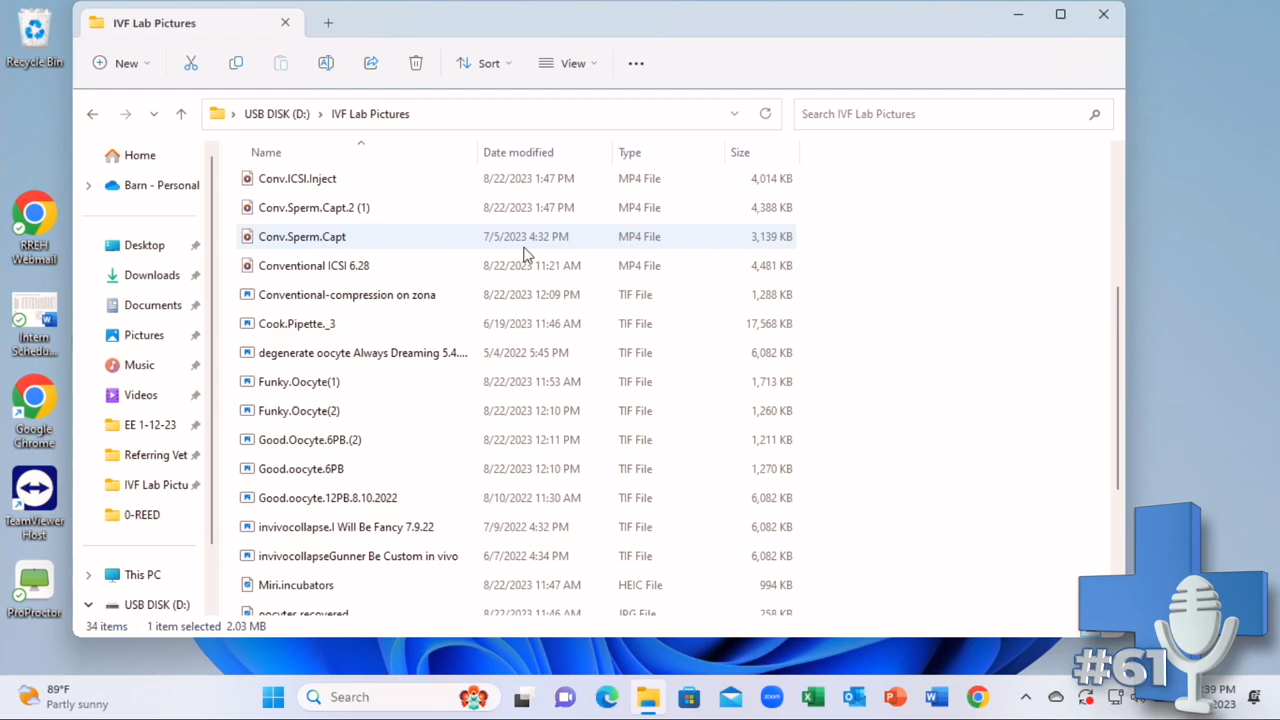 Recycle Bin
RREH Webmail
Intern Schedu...
Google Chrome
TeamViewer Host
ProProctor
IVF Lab Pictures
New
Sort
View
USB DISK (D:) IVF Lab Pictures
Search IVF Lab Pictures
Home
Barn - Personal
Desktop
Downloads
Documents
Pictures
Music
Videos
EE 1-12-23
Referring Vet
IVF Lab Pictu
0-REED
This PC
USB DISK (D:)
Name Date modified Type Size
Conv.ICSI.Inject 8/22/2023 1:47 PM MP4 File 4,014 KB
Conv.Sperm.Capt.2 (1) 8/22/2023 1:47 PM MP4 File 4,388 KB
Conv.Sperm.Capt 7/5/2023 4:32 PM MP4 File 3,139 KB
Conventional ICSI 6.28 8/22/2023 11:21 AM MP4 File 4,481 KB
Conventional-compression on zona 8/22/2023 12:09 PM TIF File 1,288 KB
Cook.Pipette._3 6/19/2023 11:46 AM TIF File 17,568 KB
degenerate oocyte Always Dreaming 5.4.... 5/4/2022 5:45 PM TIF File 6,082 KB
Funky.Oocyte(1) 8/22/2023 11:53 AM TIF File 1,713 KB
Funky.Oocyte(2) 8/22/2023 12:10 PM TIF File 1,260 KB
Good.Oocyte.6PB.(2) 8/22/2023 12:11 PM TIF File 1,211 KB
Good.oocyte.6PB 8/22/2023 12:10 PM TIF File 1,270 KB
Good.oocyte.12PB.8.10.2022 8/10/2022 11:30 AM TIF File 6,082 KB
invivocollapse.I Will Be Fancy 7.9.22 7/9/2022 4:32 PM TIF File 6,082 KB
invivocollapseGunner Be Custom in vivo 6/7/2022 4:34 PM TIF File 6,082 KB
Miri.incubators 8/22/2023 11:47 AM HEIC File 994 KB
oocytes recovered 8/22/2023 11:46 AM JPG File 258 KB
34 items 1 item selected 2.03 MB
#61
89°F
Partly sunny
Search
zoom
:39 PM
2023